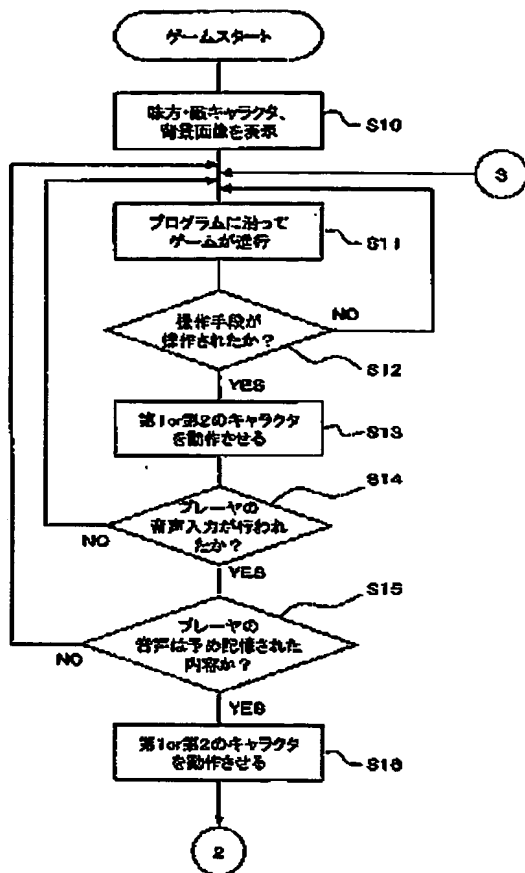 ゲームスタート
味方・敵キャラクタ、
背景画像を表示
S10
3
プログラムに沿って
ゲームが進行
S11
操作手段が
操作されたか？
NO
S12
YES
第1or第2のキャラクタ
を動作させる
S13
S14
プレーヤの
音声入力が行われ
たか？
NO
YES
S15
プレーヤの
音声は予め記憶された
内容か？
NO
YES
第1or第2のキャラクタ
を動作させる
S16
2